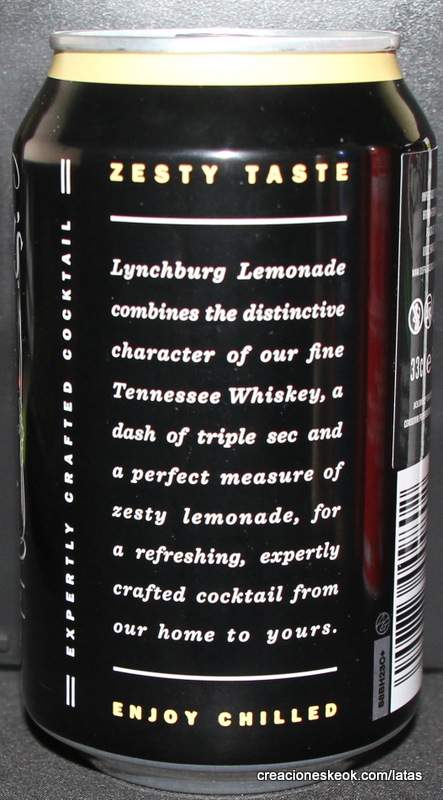 ZESTY TASTE
Lynchburg Lemonade
combines the distinctive
character of our fine
Tennessee Whiskey, a
dash of triple sec and
a perfect measure of
zesty lemonade, for
a refreshing, expertly
crafted cocktail from
our home to yours.
ENJOY CHILLED
EXPERTLY CRAFTED COCKTAIL
33cl e
creacioneskeok.com/latas